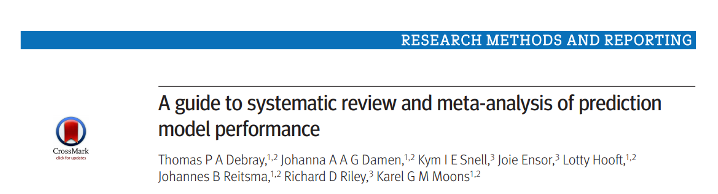 RESEARCH METHODS AND REPORTING
A guide to systematic review and meta-analysis of prediction
model performance
CrossMark
click for updates
Thomas P A Debray,1,2 Johanna A A G Damen,1,2 Kym I E Snell,3 Joie Ensor,3 Lotty Hooft,1,2
Johannes B Reitsma,1,2 Richard D Riley,3 Karel G M Moons1,2